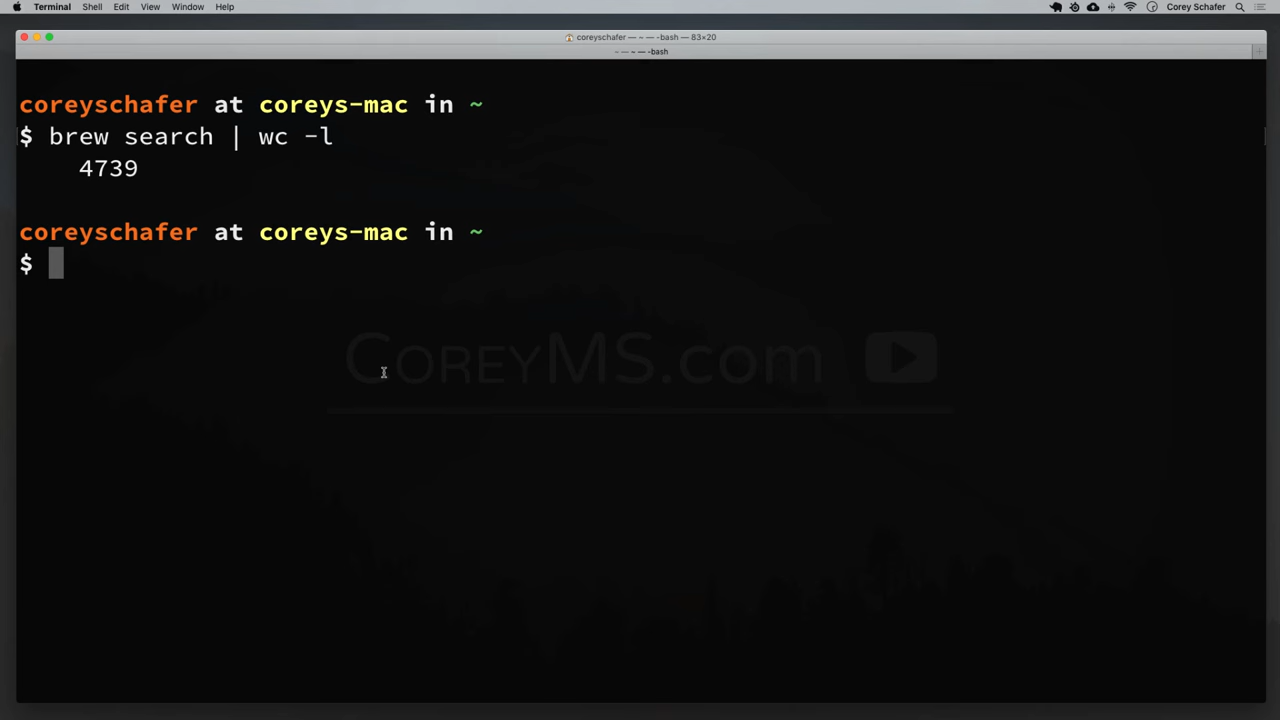 Terminal Shell Edit View Window Help Corey Schafer
coreyschafer — ~ — -bash — 83×20
~ — ~ — -bash
coreyschafer at coreys-mac in ~
$ brew search | wc -l
4739
coreyschafer at coreys-mac in ~
$
CoreyMS.com